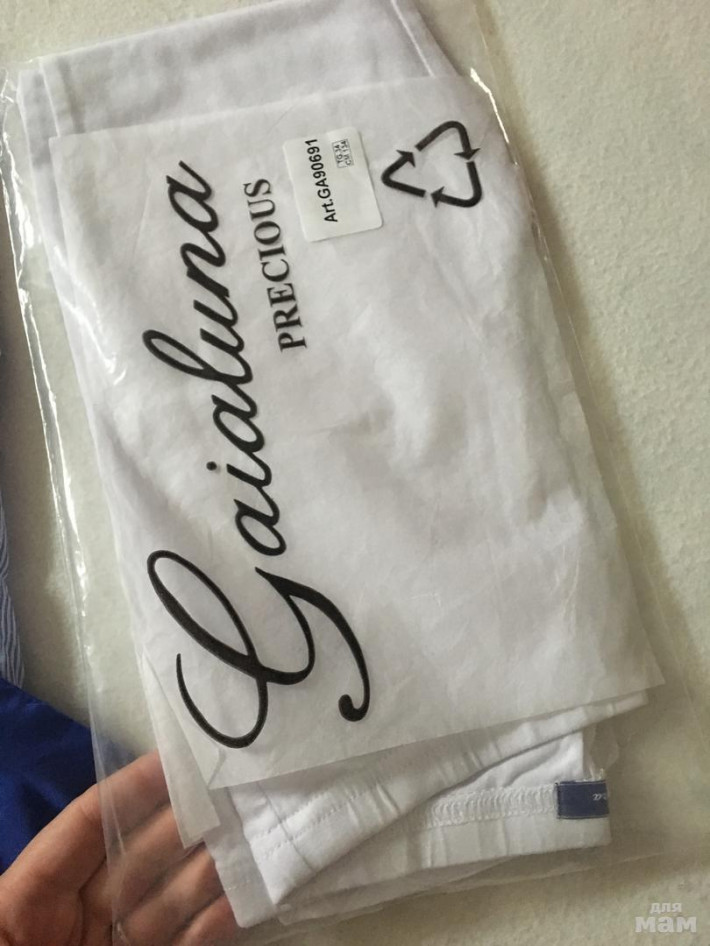 Gaialuna
PRECIOUS
Art.GA90691
для
мам